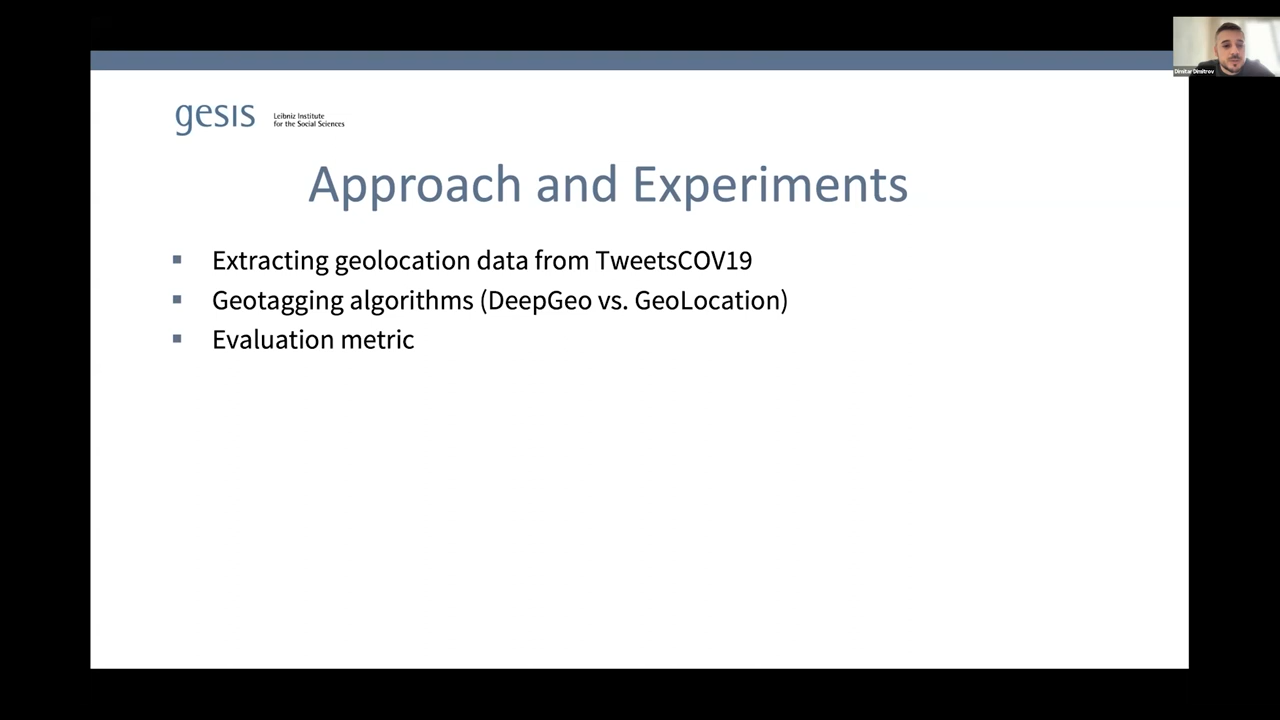 Dimitar Dimitrov
gesis
Leibniz Institute
for the Social Sciences
Approach and Experiments
Extracting geolocation data from TweetsCOV19
Geotagging algorithms (DeepGeo vs. GeoLocation)
Evaluation metric